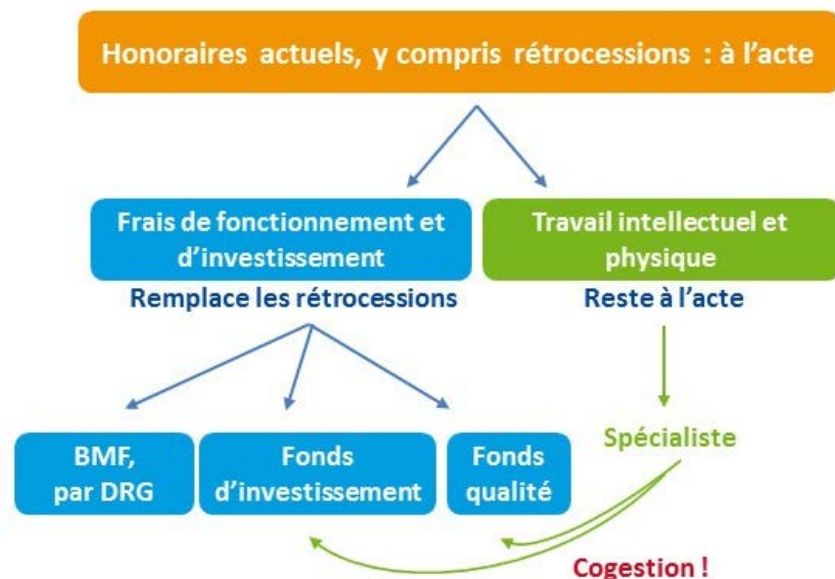 Honoraires actuels, y compris rétrocessions : à l’acte
Frais de fonctionnement et
d’investissement
Travail intellectuel et
physique
Remplace les rétrocessions
Reste à l’acte
BMF,
par DRG
Fonds
d’investissement
Fonds
qualité
Spécialiste
Cogestion !